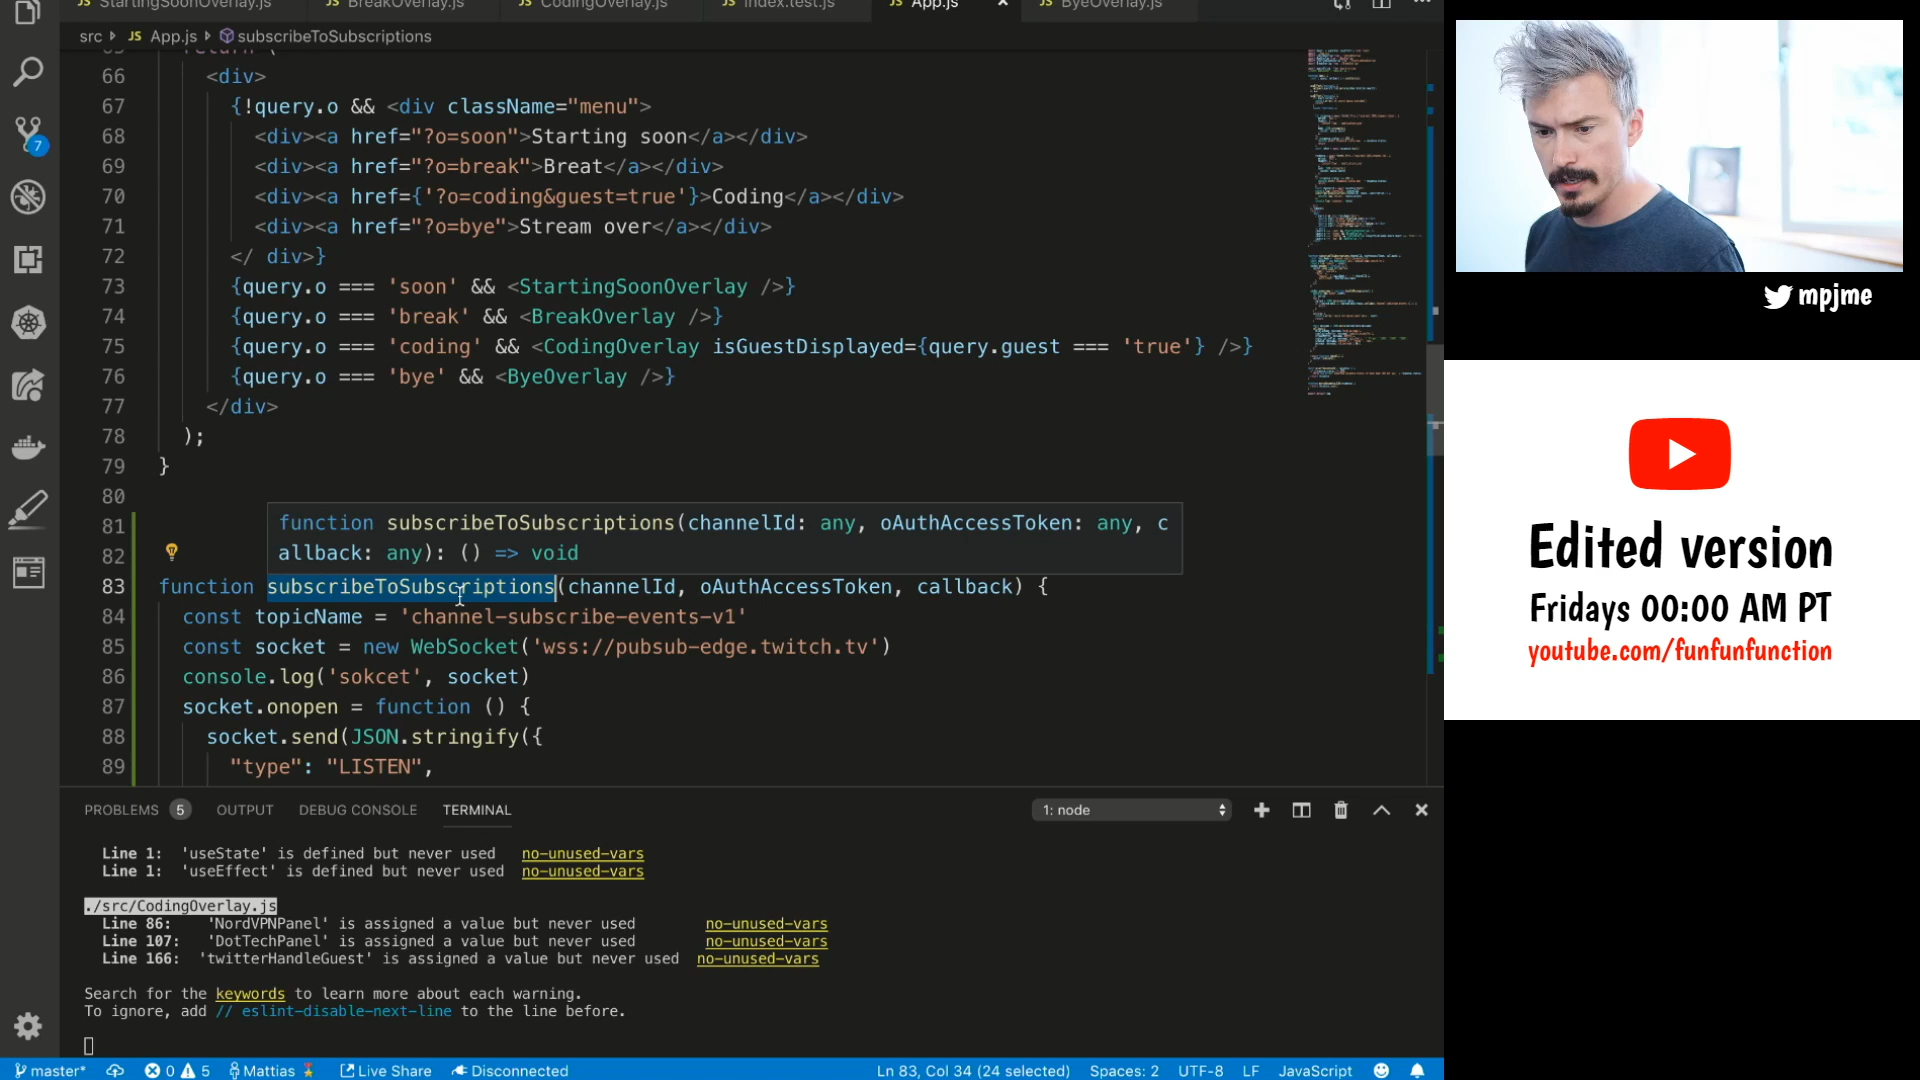 StartingSoonOverlay.js
BreakOverlay.js
CodingOverlay.js
index.test.js
App.js
ByeOverlay.js
src
JS App.js
subscribeToSubscriptions
65 return (
66 <div>
67 {!query.o && <div className="menu">
68 <div><a href="?o=soon">Starting soon</a></div>
69 <div><a href="?o=break">Breat</a></div>
70 <div><a href={'?o=coding&guest=true'}>Coding</a></div>
71 <div><a href="?o=bye">Stream over</a></div>
72 </ div>}
73 {query.o === 'soon' && <StartingSoonOverlay />}
74 {query.o === 'break' && <BreakOverlay />}
75 {query.o === 'coding' && <CodingOverlay isGuestDisplayed={query.guest === 'true'} />}
76 {query.o === 'bye' && <ByeOverlay />}
77 </div>
78 );
79 }
80
81
82
function subscribeToSubscriptions(channelId: any, oAuthAccessToken: any, c
allback: any): () => void
83 function subscribeToSubscriptions(channelId, oAuthAccessToken, callback) {
84 const topicName = 'channel-subscribe-events-v1'
85 const socket = new WebSocket('wss://pubsub-edge.twitch.tv')
86 console.log('sokcet', socket)
87 socket.onopen = function () {
88 socket.send(JSON.stringify({
89 "type": "LISTEN",
7
PROBLEMS 5 OUTPUT DEBUG CONSOLE TERMINAL 1: node
Line 1: 'useState' is defined but never used no-unused-vars
Line 1: 'useEffect' is defined but never used no-unused-vars
./src/CodingOverlay.js
Line 86: 'NordVPNPanel' is assigned a value but never used no-unused-vars
Line 107: 'DotTechPanel' is assigned a value but never used no-unused-vars
Line 166: 'twitterHandleGuest' is assigned a value but never used no-unused-vars
Search for the keywords to learn more about each warning.
To ignore, add // eslint-disable-next-line to the line before.
master* 0 5 Mattias Live Share Disconnected Ln 83, Col 34 (24 selected) Spaces: 2 UTF-8 LF JavaScript
mpjme
Edited version
Fridays 00:00 AM PT
youtube.com/funfunfunction